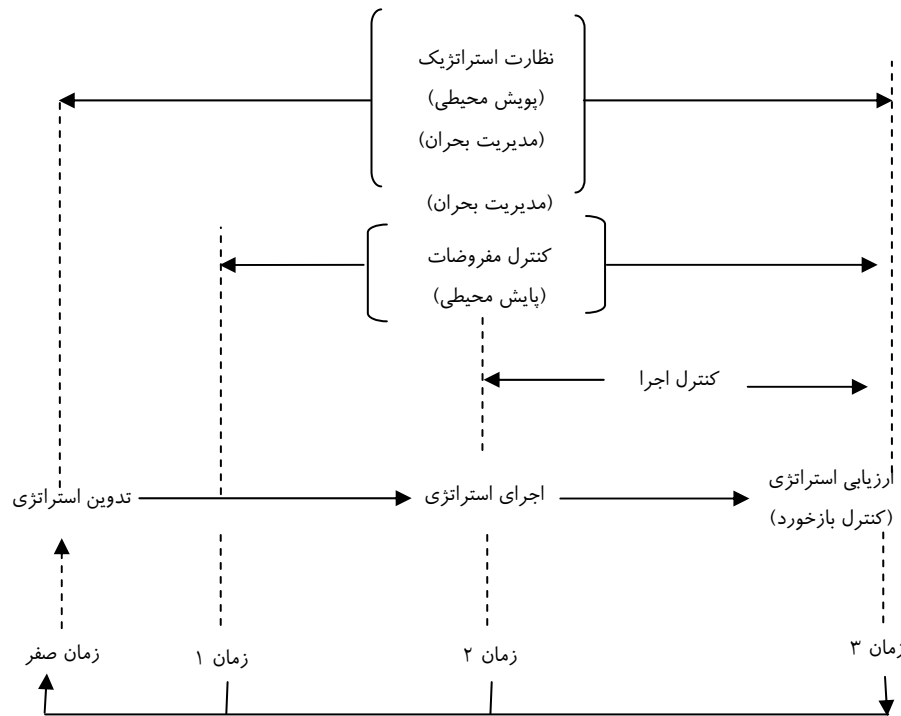 نظارت استراتژیک
(پویش محیطی)
(مدیریت بحران)
(مدیریت بحران)
کنترل مفروضات
(پایش محیطی)
کنترل اجرا
ارزیابی استراتژی
(کنترل بازخورد)
اجرای استراتژی
تدوین استراتژی
زمان ۳
زمان ۲
زمان ۱
زمان صفر